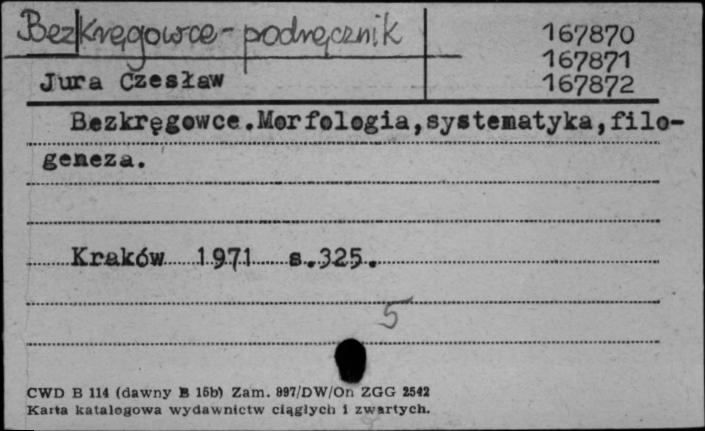 Bezkręgowce - podręcznik
167870
167871
Jura Czesław
167872
Bezkręgowce.Morfologia,systematyka,filo-
geneza.
Kraków 1971 s.325.
5
CWD B 114 (dawny B 15b) Zam. 997/DW/On ZGG 2542
Karta katalogowa wydawnictw ciągłych i zwartych.